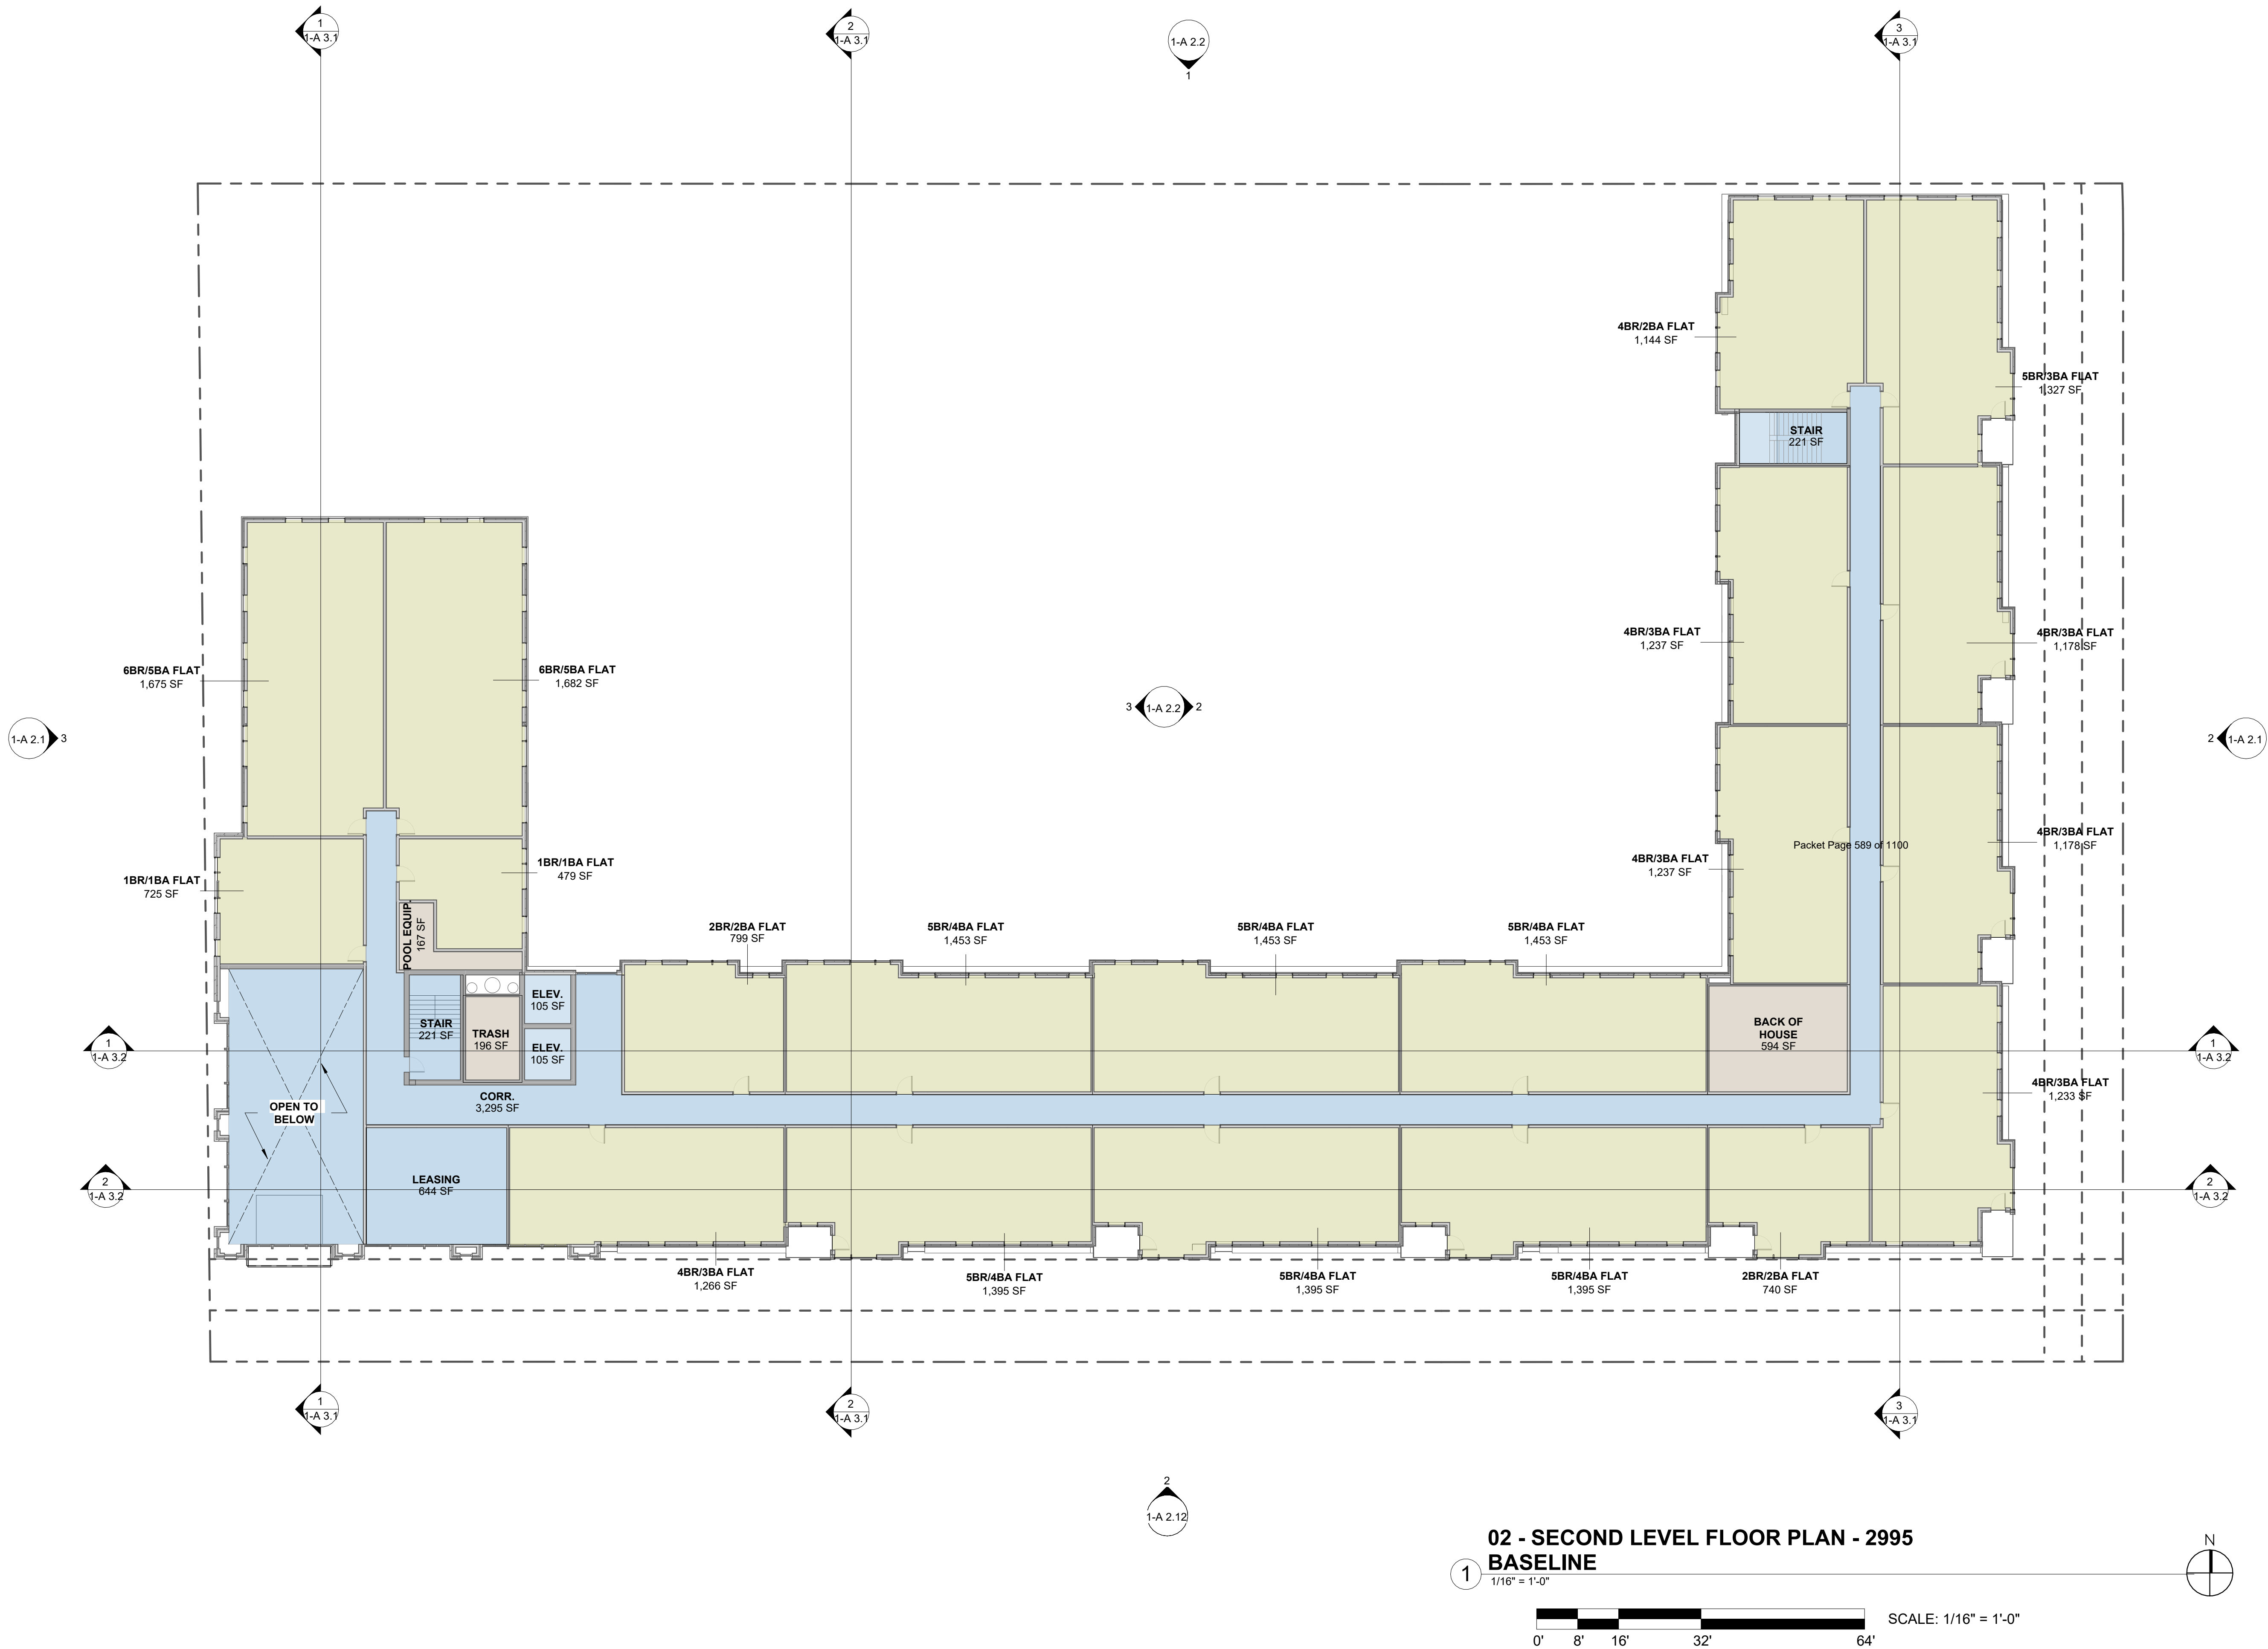 1
1-A 3.1
2
1-A 3.1
1-A 2.2
1
3
1-A 3.1
4BR/2BA FLAT
1,144 SF
5BR/3BA FLAT
1,327 SF
STAIR
221 SF
4BR/3BA FLAT
1,237 SF
4BR/3BA FLAT
1,178 SF
6BR/5BA FLAT
1,675 SF
6BR/5BA FLAT
1,682 SF
3
1-A 2.2
2
1-A 2.1
3
2
1-A 2.1
4BR/3BA FLAT
1,178 SF
Packet Page 589 of 1100
4BR/3BA FLAT
1,237 SF
1BR/1BA FLAT
479 SF
1BR/1BA FLAT
725 SF
POOL EQUIP.
167 SF
2BR/2BA FLAT
799 SF
5BR/4BA FLAT
1,453 SF
5BR/4BA FLAT
1,453 SF
5BR/4BA FLAT
1,453 SF
ELEV.
105 SF
STAIR
221 SF
TRASH
196 SF
ELEV.
105 SF
BACK OF
HOUSE
594 SF
1
1-A 3.2
1
1-A 3.2
4BR/3BA FLAT
1,233 SF
CORR.
3,295 SF
OPEN TO
BELOW
LEASING
644 SF
2
1-A 3.2
2
1-A 3.2
4BR/3BA FLAT
1,266 SF
5BR/4BA FLAT
1,395 SF
5BR/4BA FLAT
1,395 SF
5BR/4BA FLAT
1,395 SF
2BR/2BA FLAT
740 SF
1
1-A 3.1
2
1-A 3.1
3
1-A 3.1
2
1-A 2.12
02 - SECOND LEVEL FLOOR PLAN - 2995
BASELINE
1
1/16" = 1'-0"
N
SCALE: 1/16" = 1'-0"
0' 8' 16' 32' 64'